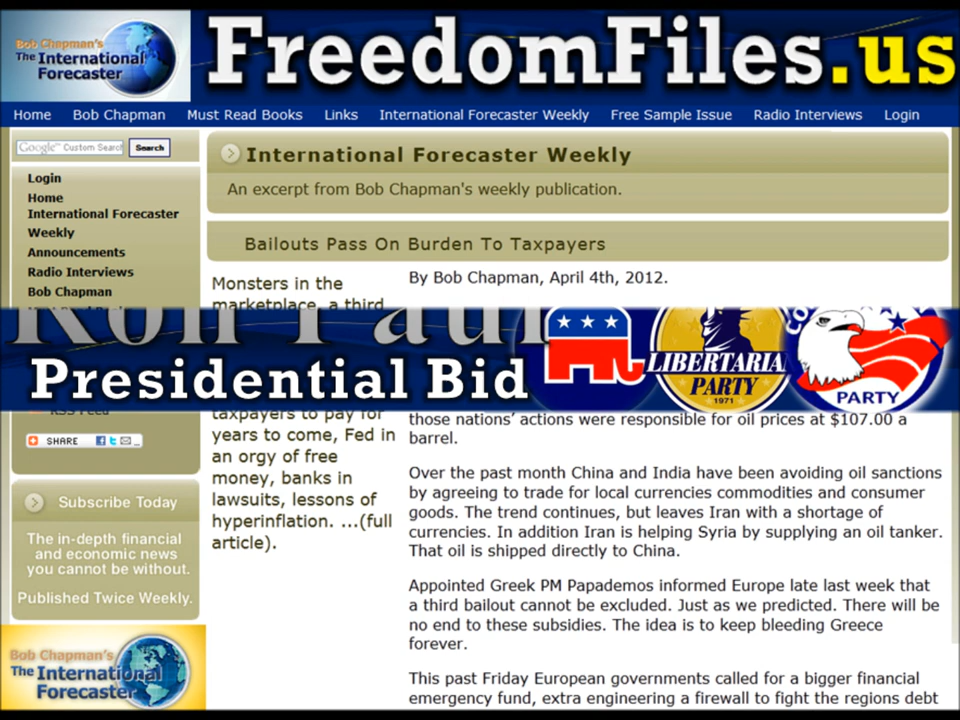 Bob Chapman's
The International
Forecaster
FreedomFiles.us
Home Bob Chapman Must Read Books Links International Forecaster Weekly Free Sample Issue Radio Interviews Login
Google™ Custom Search Search
Login
Home
International Forecaster
Weekly
Announcements
Radio Interviews
Bob Chapman
International Forecaster Weekly
An excerpt from Bob Chapman's weekly publication.
Bailouts Pass On Burden To Taxpayers
Monsters in the
marketplace, a third
By Bob Chapman, April 4th, 2012.
Ron Paul
Presidential Bid
LIBERTARIAN
PARTY
1971
PARTY
RSS Feed
SHARE
taxpayers to pay for
years to come, Fed in
an orgy of free
money, banks in
lawsuits, lessons of
hyperinflation. ...(full
article).
those nations’ actions were responsible for oil prices at $107.00 a
barrel.
Over the past month China and India have been avoiding oil sanctions
by agreeing to trade for local currencies commodities and consumer
goods. The trend continues, but leaves Iran with a shortage of
currencies. In addition Iran is helping Syria by supplying an oil tanker.
That oil is shipped directly to China.
Appointed Greek PM Papademos informed Europe late last week that
a third bailout cannot be excluded. Just as we predicted. There will be
no end to these subsidies. The idea is to keep bleeding Greece
forever.
This past Friday European governments called for a bigger financial
emergency fund, extra engineering a firewall to fight the regions debt
Subscribe Today
The in-depth financial
and economic news
you cannot be without.
Published Twice Weekly.
Bob Chapman's
The International
Forecaster